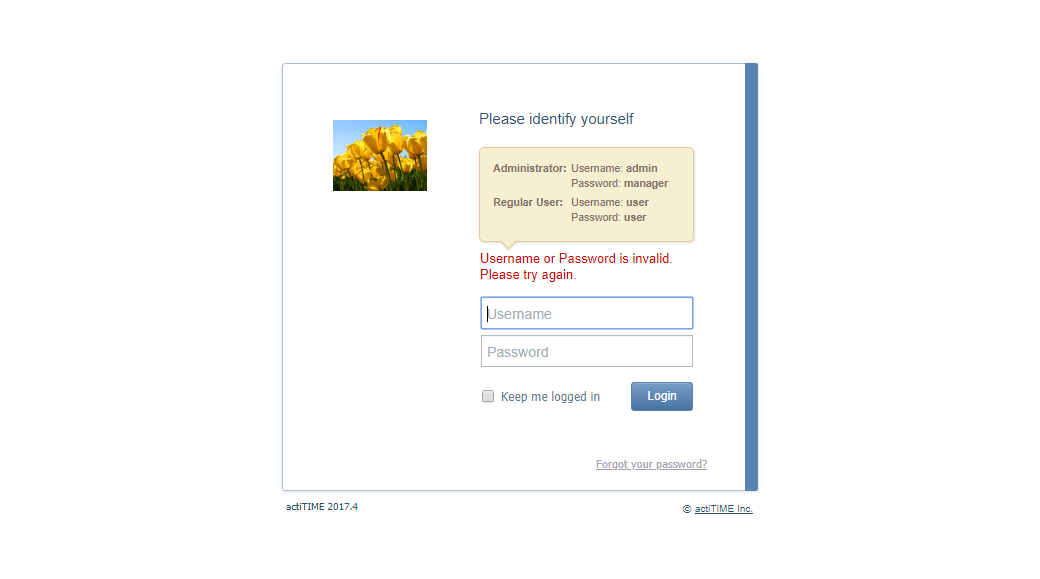 Please identify yourself
Administrator: Username: admin
Password: manager
Regular User: Username: user
Password: user
Username or Password is invalid.
Please try again.
Username
Password
Keep me logged in Login
Forgot your password?
actiTIME 2017.4 © actiTIME Inc.